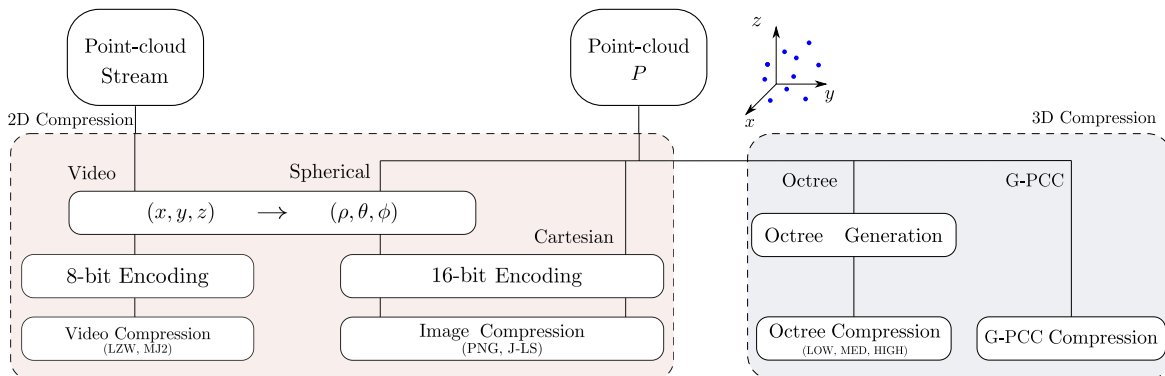 Point-cloud
Stream
Point-cloud
P
z
y
x
2D Compression
3D Compression
Video
Spherical
Octree
G-PCC
(x, y, z) → (ρ, θ, ϕ)
Cartesian
Octree Generation
8-bit Encoding
16-bit Encoding
Video Compression
(LZW, MJ2)
Image Compression
(PNG, J-LS)
Octree Compression
(LOW, MED, HIGH)
G-PCC Compression